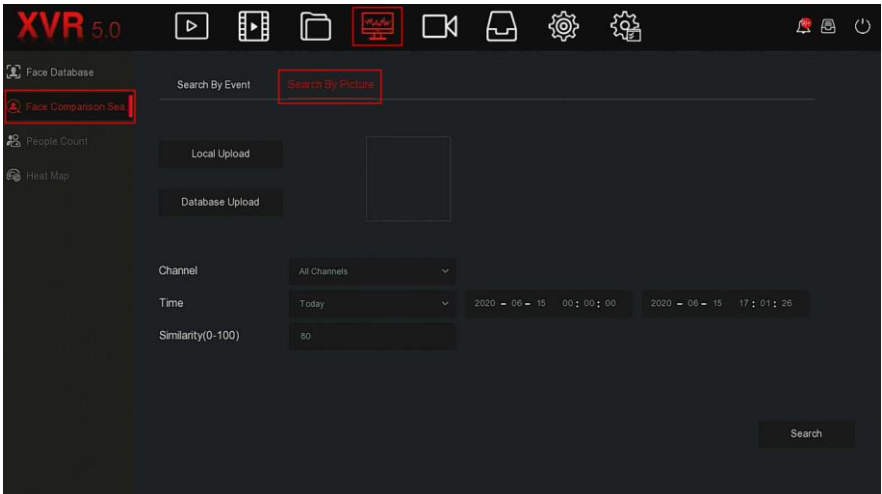 XVR 5.0
Face Database
Face Comparison Sea.
People Count
Heat Map
Search By Event
Search By Picture
Local Upload
Database Upload
Channel
All Channels
Time
Today
2020 - 06 - 15 00 : 00 : 00
2020 - 06 - 15 17 : 01 : 26
Similarity(0-100)
80
Search